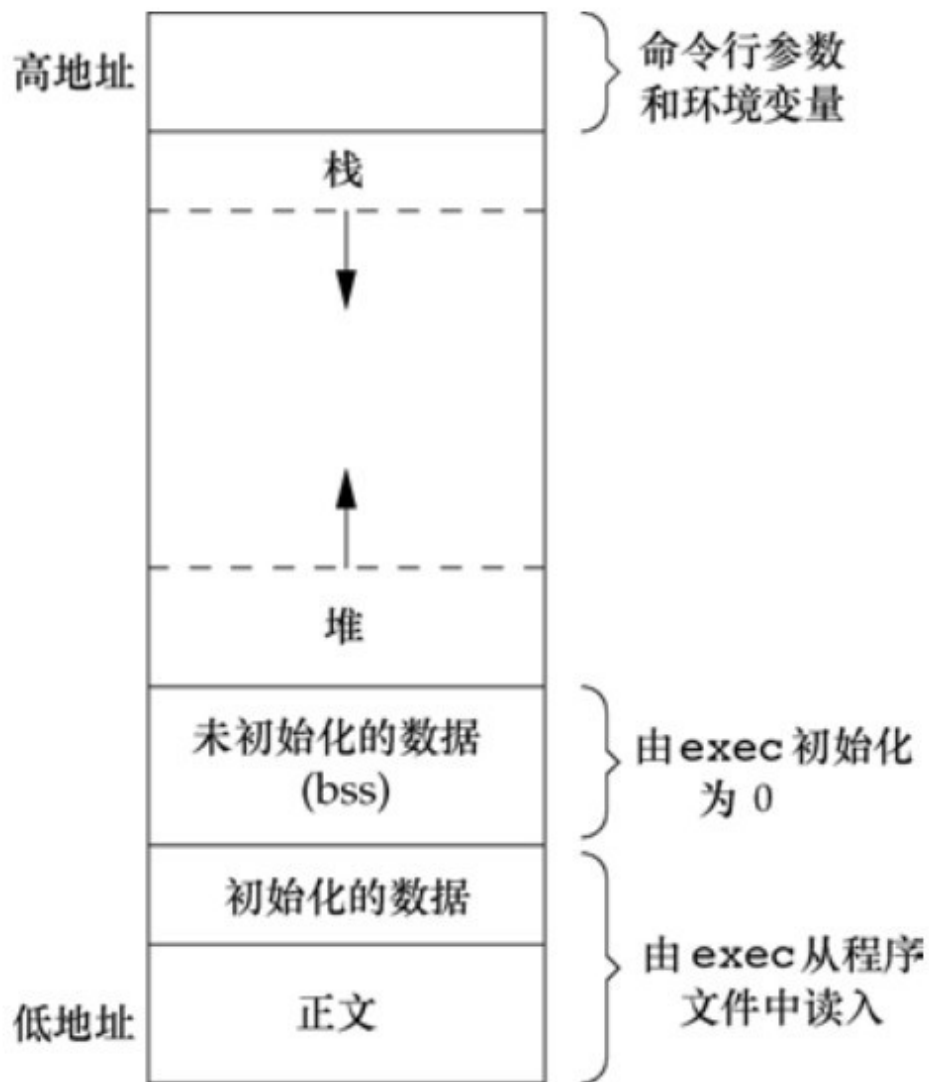 高地址
命令行参数
和环境变量
栈
堆
未初始化的数据
(bss)
由exec初始化
为 0
初始化的数据
由exec从程序
文件中读入
正文
低地址